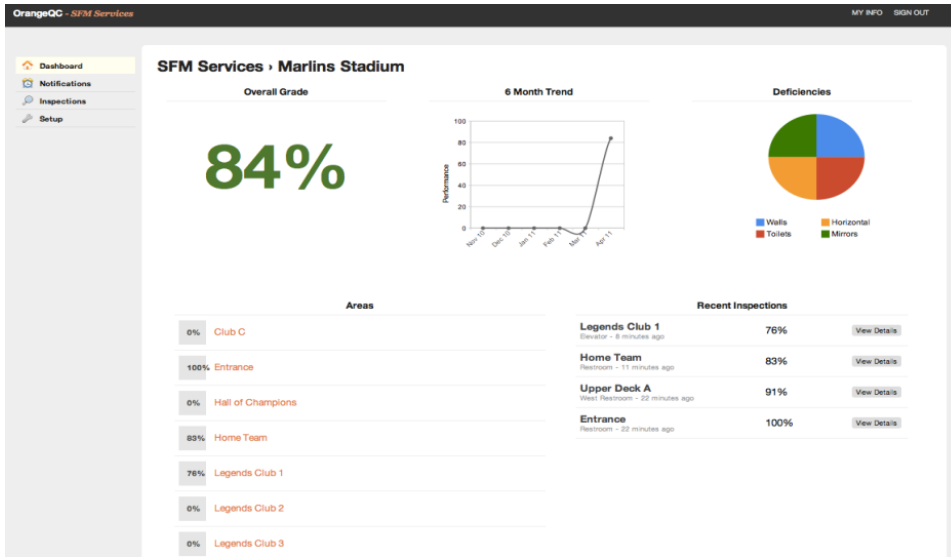 OrangeQC - SFM Services
MY INFO SIGN OUT
Dashboard
Notifications
Inspections
Setup
SFM Services › Marlins Stadium
Overall Grade
84%
6 Month Trend
Performance
100
80
60
40
20
0
Nov 10
Dec 10
Jan 11
Feb 11
Mar 11
Apr 11
Deficiencies
Walls
Horizontal
Toilets
Mirrors
Areas
0% Club C
100% Entrance
0% Hall of Champions
83% Home Team
76% Legends Club 1
0% Legends Club 2
0% Legends Club 3
Recent Inspections
Legends Club 1 76% View Details
Elevator - 8 minutes ago
Home Team 83% View Details
Restroom - 11 minutes ago
Upper Deck A 91% View Details
West Restroom - 22 minutes ago
Entrance 100% View Details
Restroom - 22 minutes ago